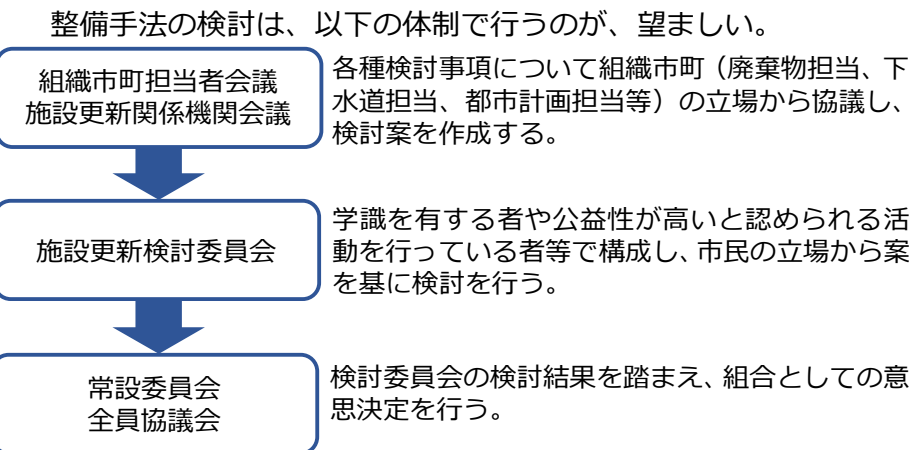 整備手法の検討は、以下の体制で行うのが、望ましい。
組織市町担当者会議
施設更新関係機関会議
各種検討事項について組織市町（廃棄物担当、下
水道担当、都市計画担当等）の立場から協議し、
検討案を作成する。
施設更新検討委員会
学識を有する者や公益性が高いと認められる活
動を行っている者等で構成し、市民の立場から案
を基に検討を行う。
常設委員会
全員協議会
検討委員会の検討結果を踏まえ、組合としての意
思決定を行う。